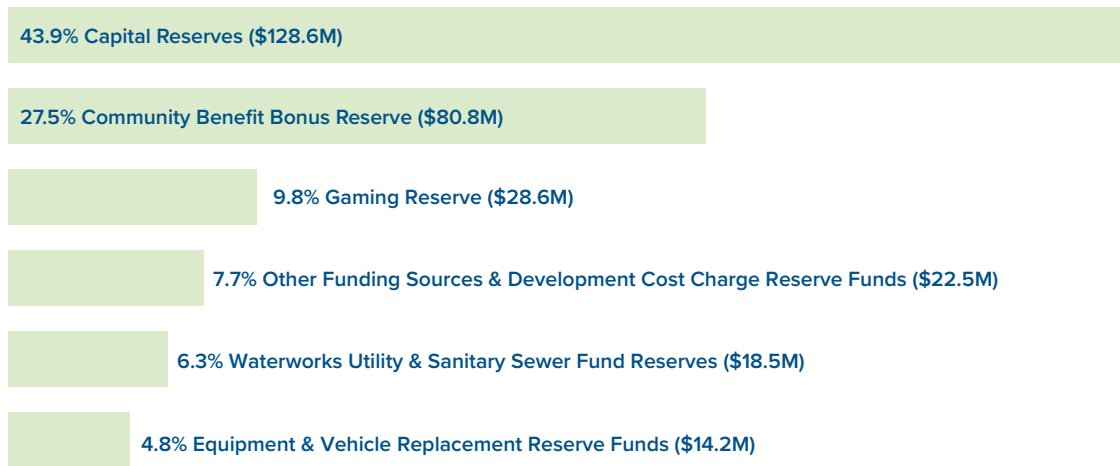 43.9% Capital Reserves ($128.6M)
27.5% Community Benefit Bonus Reserve ($80.8M)
9.8% Gaming Reserve ($28.6M)
7.7% Other Funding Sources & Development Cost Charge Reserve Funds ($22.5M)
6.3% Waterworks Utility & Sanitary Sewer Fund Reserves ($18.5M)
4.8% Equipment & Vehicle Replacement Reserve Funds ($14.2M)